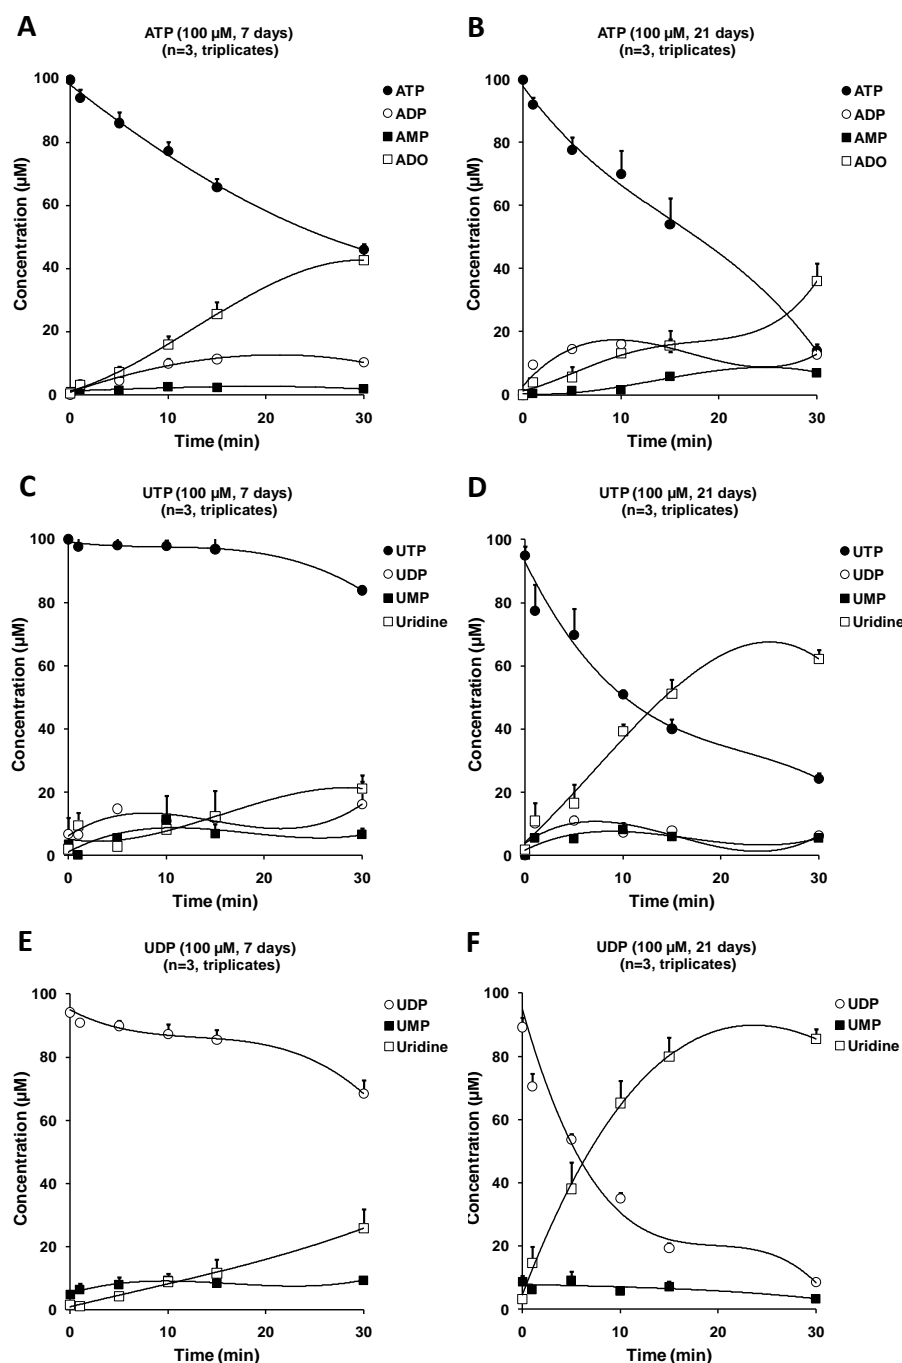 A
ATP (100 µM, 7 days)
(n=3, triplicates)
100
80
60
40
20
0
Concentration (µM)
0
10
20
30
Time (min)
ATP
ADP
AMP
ADO
B
ATP (100 µM, 21 days)
(n=3, triplicates)
100
80
60
40
20
0
Concentration (µM)
0
10
20
30
Time (min)
ATP
ADP
AMP
ADO
C
UTP (100 µM, 7 days)
(n=3, triplicates)
100
80
60
40
20
0
Concentration (µM)
0
10
20
30
Time (min)
UTP
UDP
UMP
Uridine
D
UTP (100 µM, 21 days)
(n=3, triplicates)
100
80
60
40
20
0
Concentration (µM)
0
10
20
30
Time (min)
UTP
UDP
UMP
Uridine
E
UDP (100 µM, 7 days)
(n=3, triplicates)
100
80
60
40
20
0
Concentration (µM)
0
10
20
30
Time (min)
UDP
UMP
Uridine
F
UDP (100 µM, 21 days)
(n=3, triplicates)
100
80
60
40
20
0
Concentration (µM)
0
10
20
30
Time (min)
UDP
UMP
Uridine